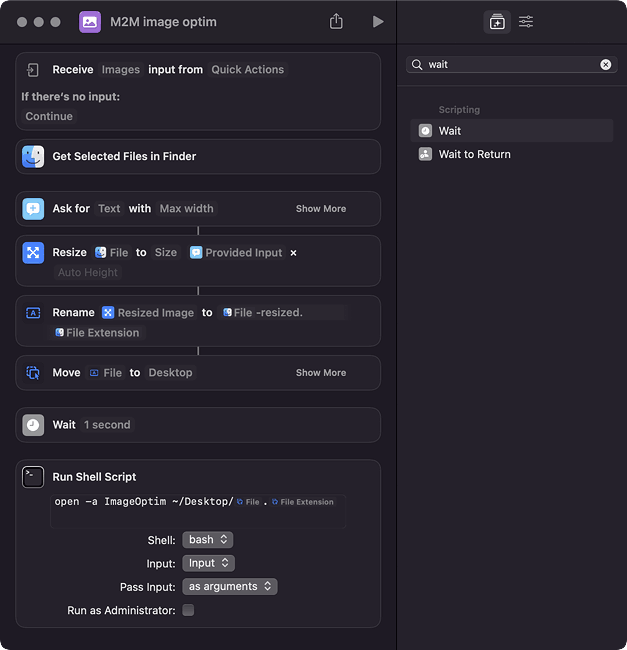 M2M image optim
Receive Images input from Quick Actions
If there's no input:
Continue
Get Selected Files in Finder
Ask for Text with Max width Show More
Resize File to Size Provided Input ×
Auto Height
Rename Resized Image to File -resized.
File Extension
Move File to Desktop Show More
Wait 1 second
Run Shell Script
open -a ImageOptim ~/Desktop/ File . File Extension
Shell: bash
Input: Input
Pass Input: as arguments
Run as Administrator:
wait
Scripting
Wait
Wait to Return